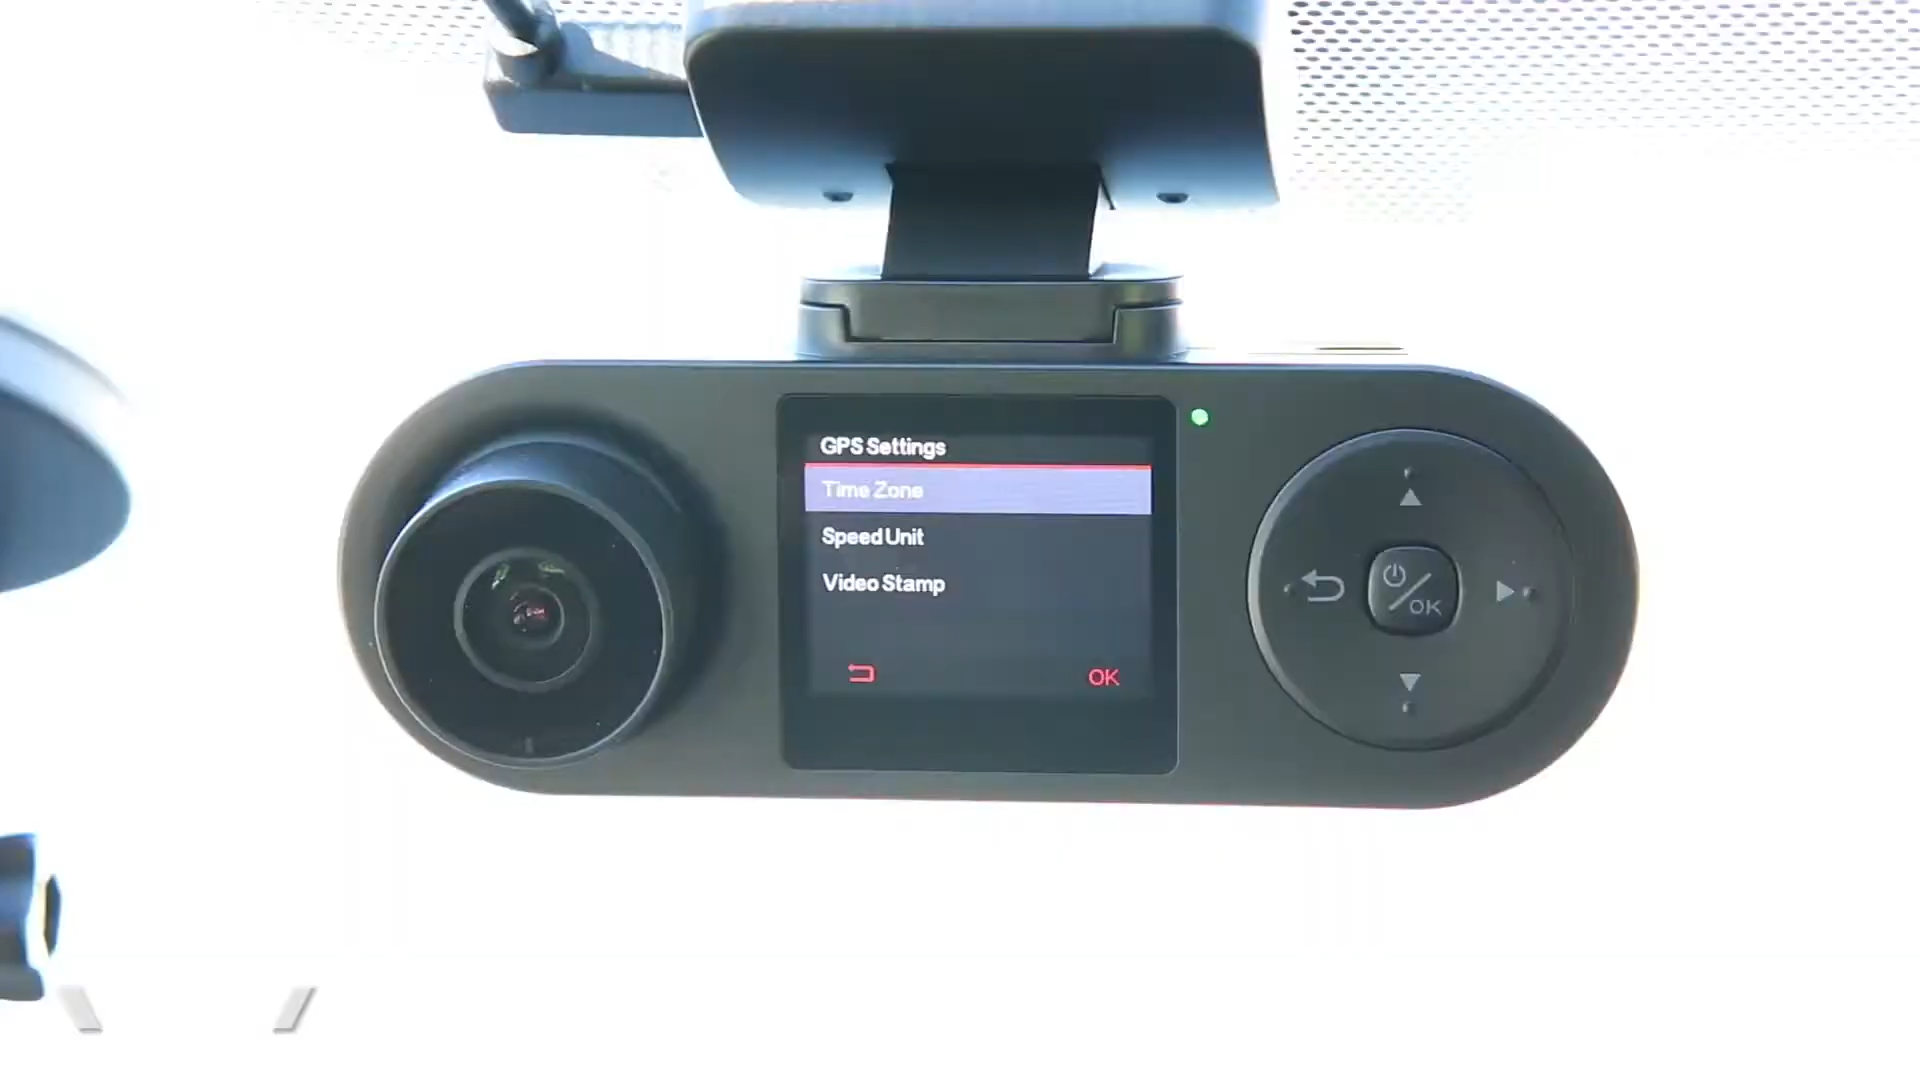 GPS Settings
Time Zone
Speed Unit
Video Stamp
OK
OK